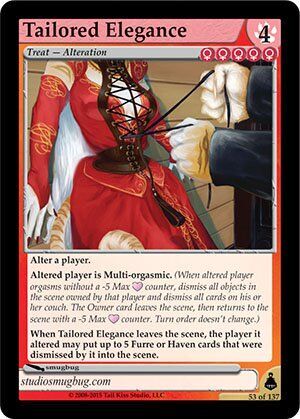 Tailored Elegance
4
Treat — Alteration
Alter a player.
Altered player is Multi-orgasmic. (When altered
player orgasms without a -5 Max counter, dismiss all objects in
the scene owned by that player and dismiss all cards on his or
her couch. The Owner card leaves the scene, then returns to the
scene with a -5 Max counter. Turn order doesn't change.)
When Tailored Elegance leaves the scene, the player it
altered may put up to 5 Furre or Haven cards that
were dismissed by it into the scene.
smugbug
studiosmugbug.com
53 of 137
© 2008-2015 Tail Kiss Studio, LLC